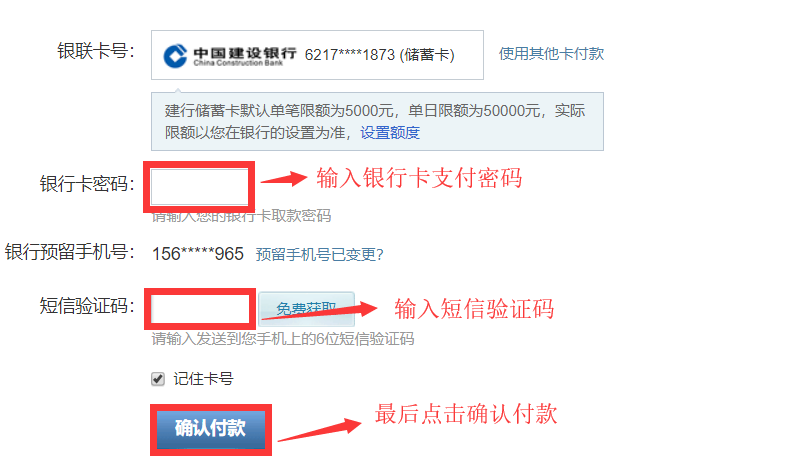 银联卡号：
中国建设银行
China Construction Bank
6217****1873 (储蓄卡)
使用其他卡付款
建行储蓄卡默认单笔限额为5000元，单日限额为50000元，实际
限额以您在银行的设置为准，设置额度
银行卡密码：
输入银行卡支付密码
请输入您的银行卡取款密码
银行预留手机号：
156*****965
预留手机号已变更?
短信验证码：
免费获取
输入短信验证码
请输入发送到您手机上的6位短信验证码
记住卡号
确认付款
最后点击确认付款